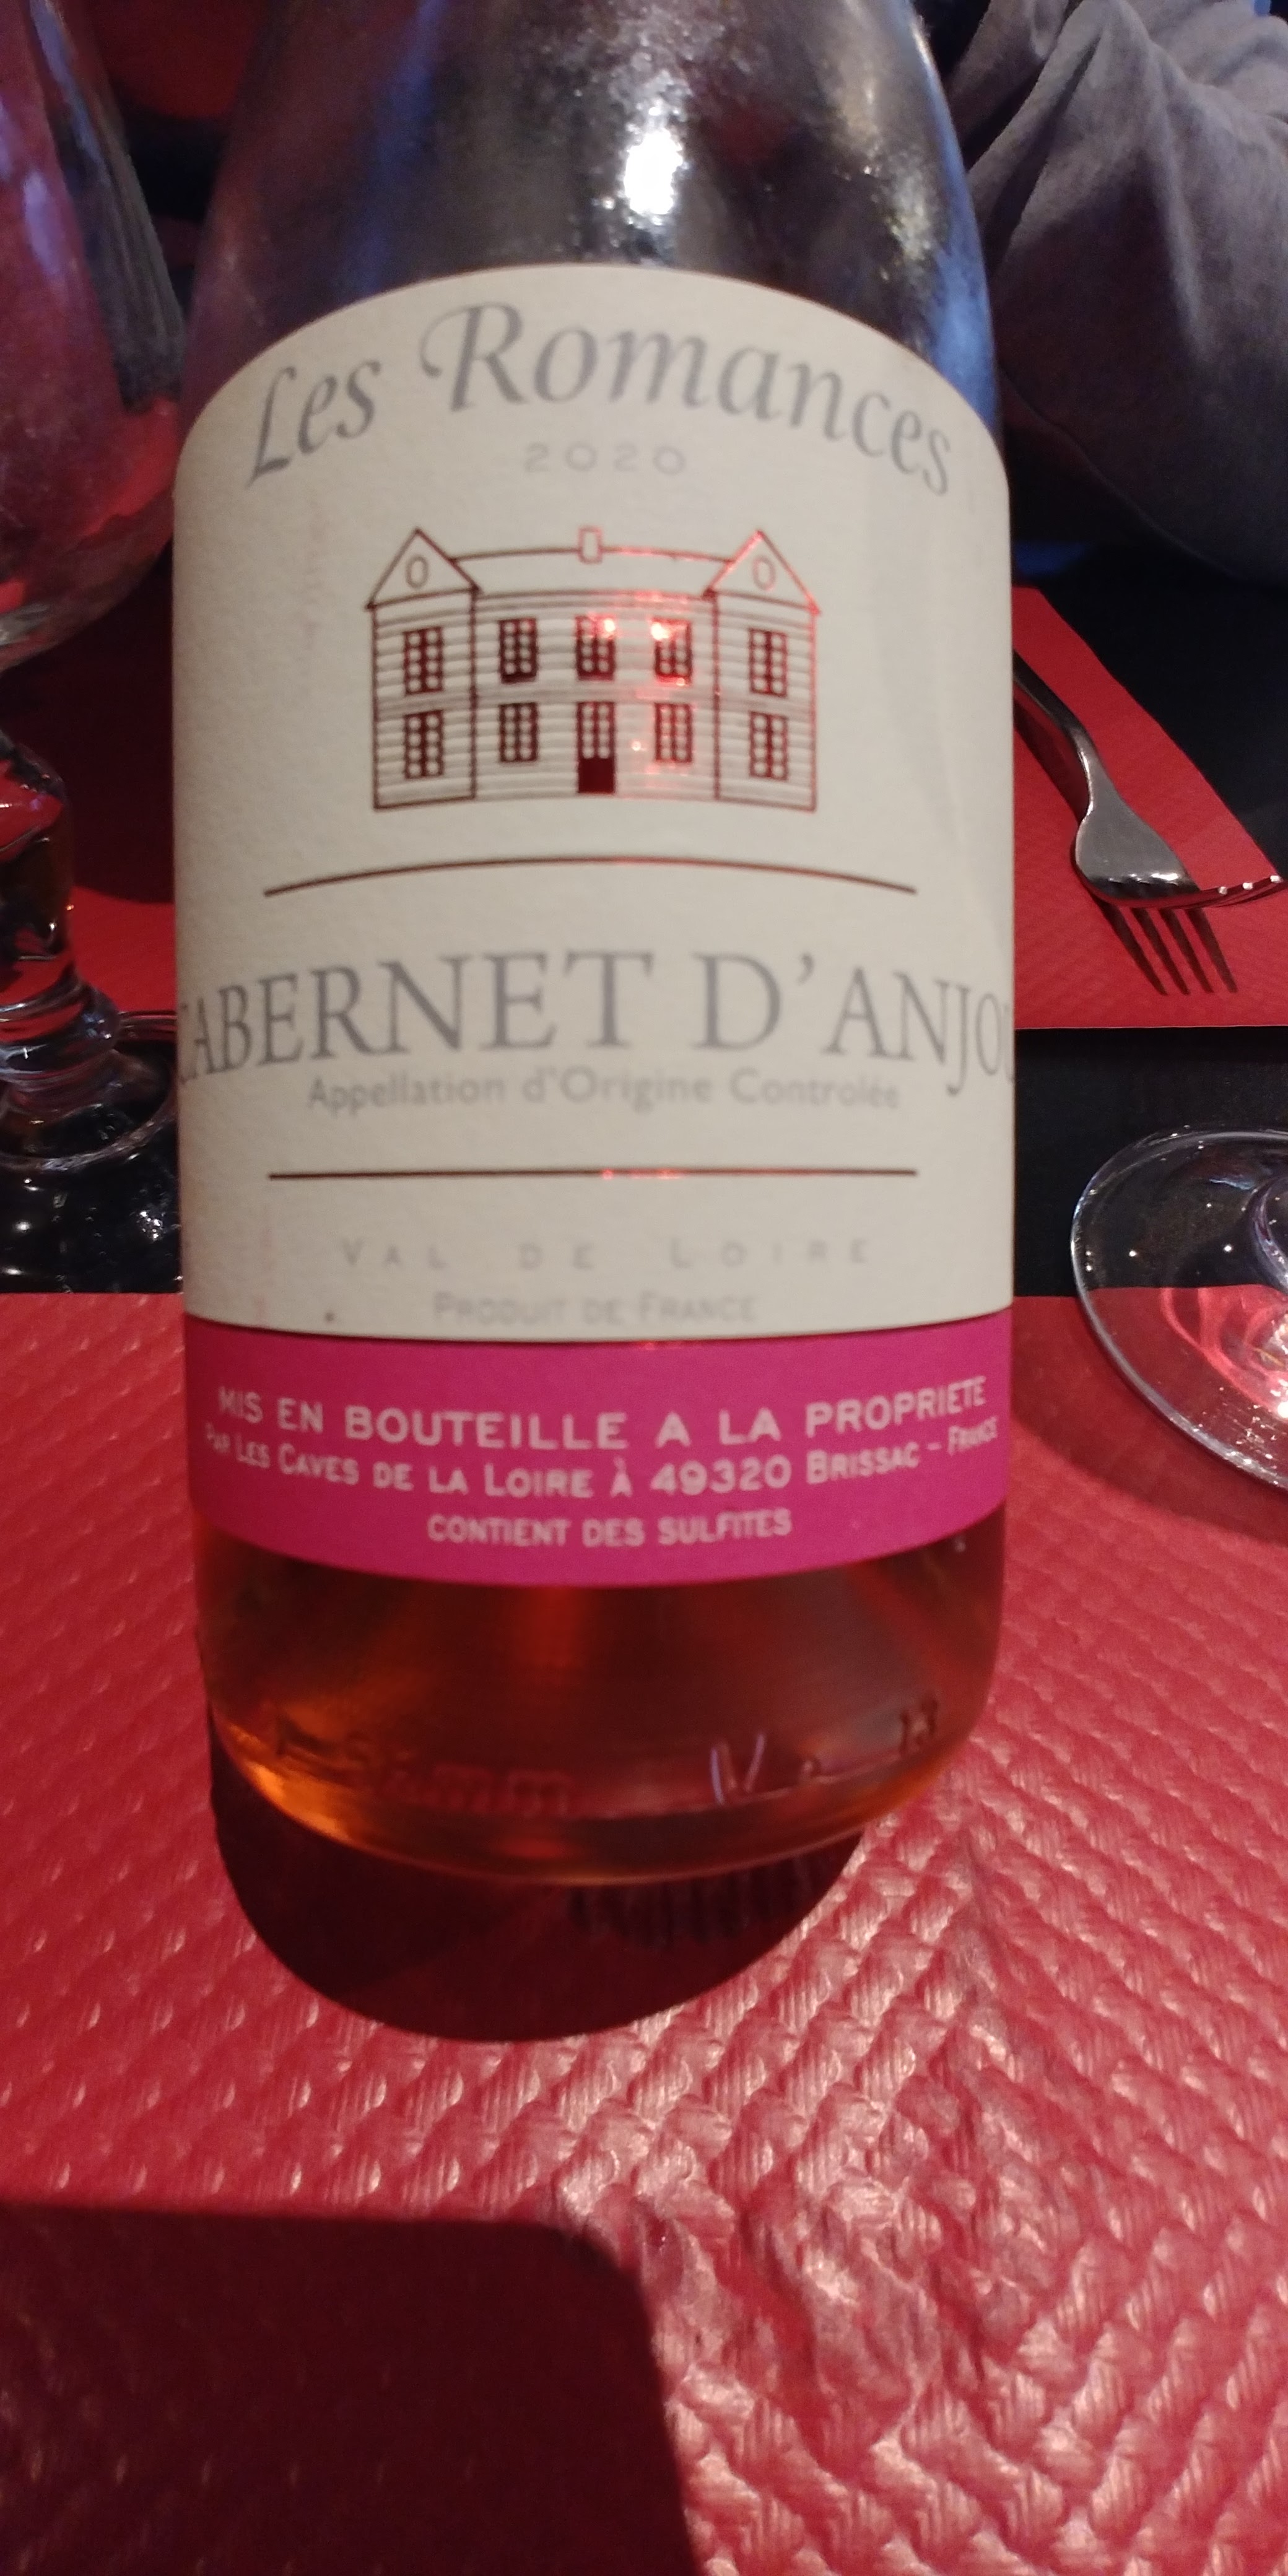 Les Romances
2020
CABERNET D'ANJOU
Appellation d'Origine Controlée
VAL DE LOIRE
PRODUIT DE FRANCE
MIS EN BOUTEILLE A LA PROPRIETE
PAR LES CAVES DE LA LOIRE À 49320 BRISSAC - FRANCE
CONTIENT DES SULFITES
13